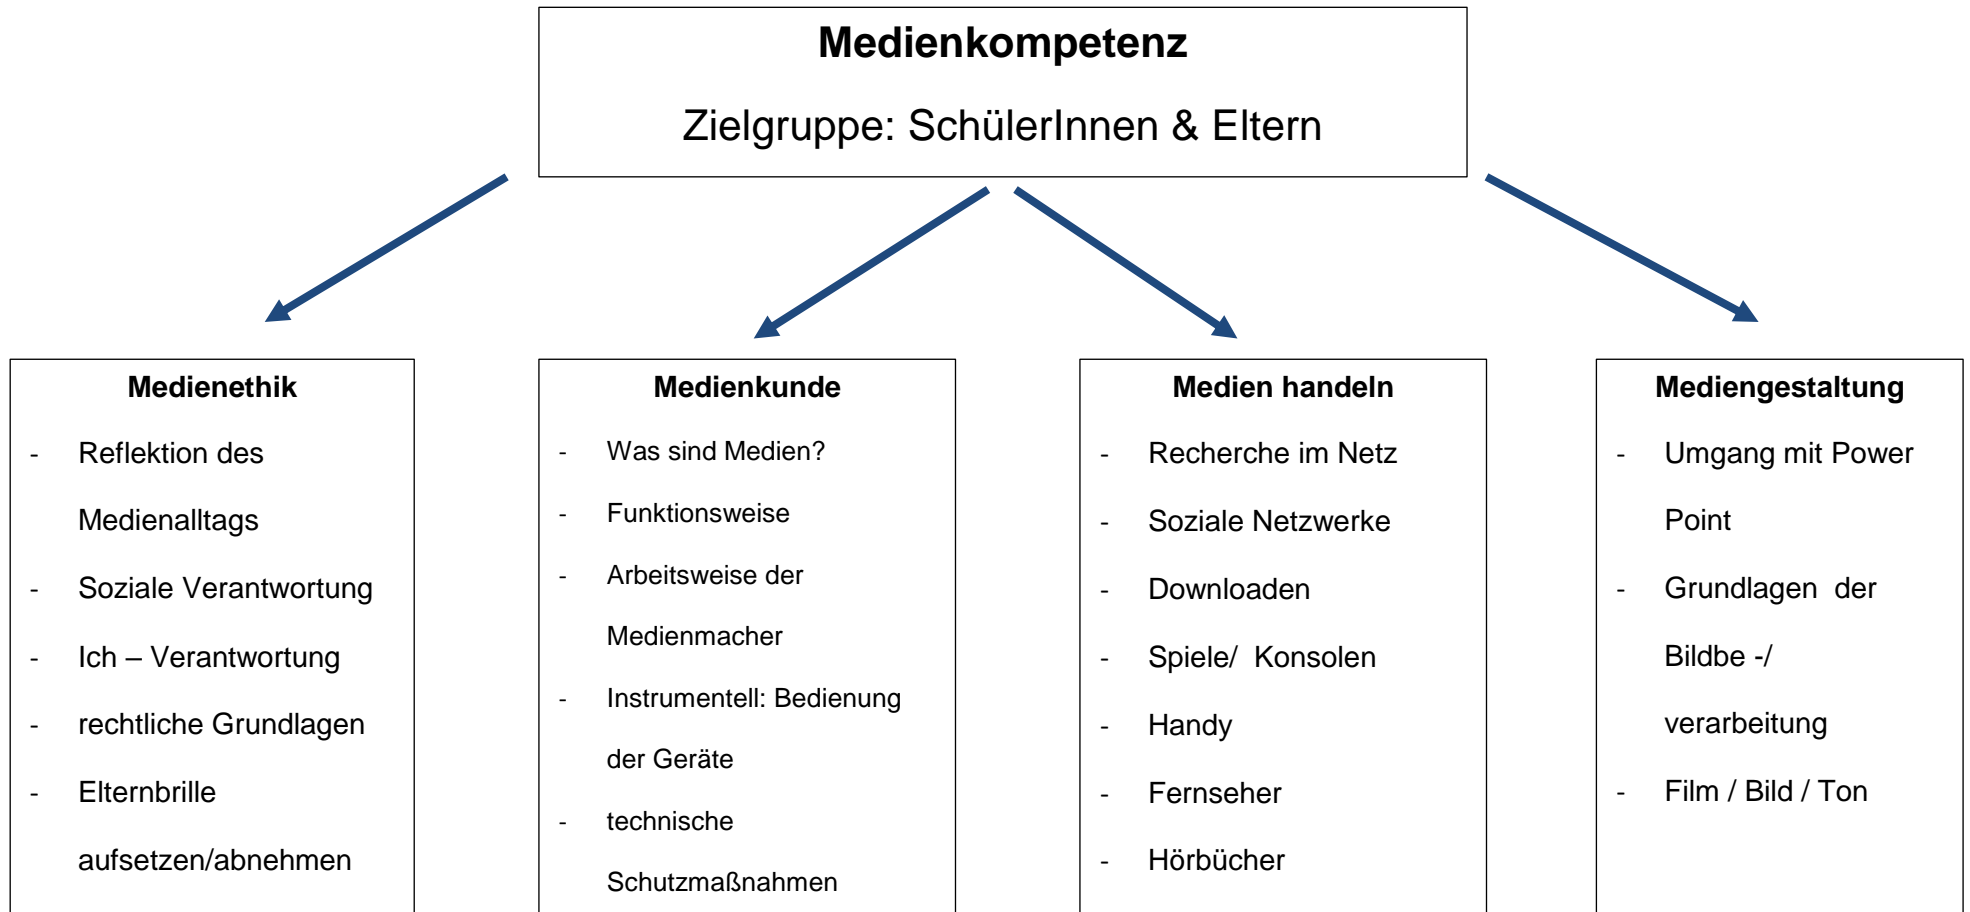 Medienkompetenz
Zielgruppe: SchülerInnen & Eltern
Medienethik
- Reflektion des
Medienalltags
- Soziale Verantwortung
- Ich – Verantwortung
- rechtliche Grundlagen
- Elternbrille
aufsetzen/abnehmen
Medienkunde
- Was sind Medien?
- Funktionsweise
- Arbeitsweise der
Medienmacher
- Instrumentell: Bedienung
der Geräte
- technische
Schutzmaßnahmen
Medien handeln
- Recherche im Netz
- Soziale Netzwerke
- Downloaden
- Spiele/ Konsolen
- Handy
- Fernseher
- Hörbücher
Mediengestaltung
- Umgang mit Power
Point
- Grundlagen der
Bildbe -/
verarbeitung
- Film / Bild / Ton